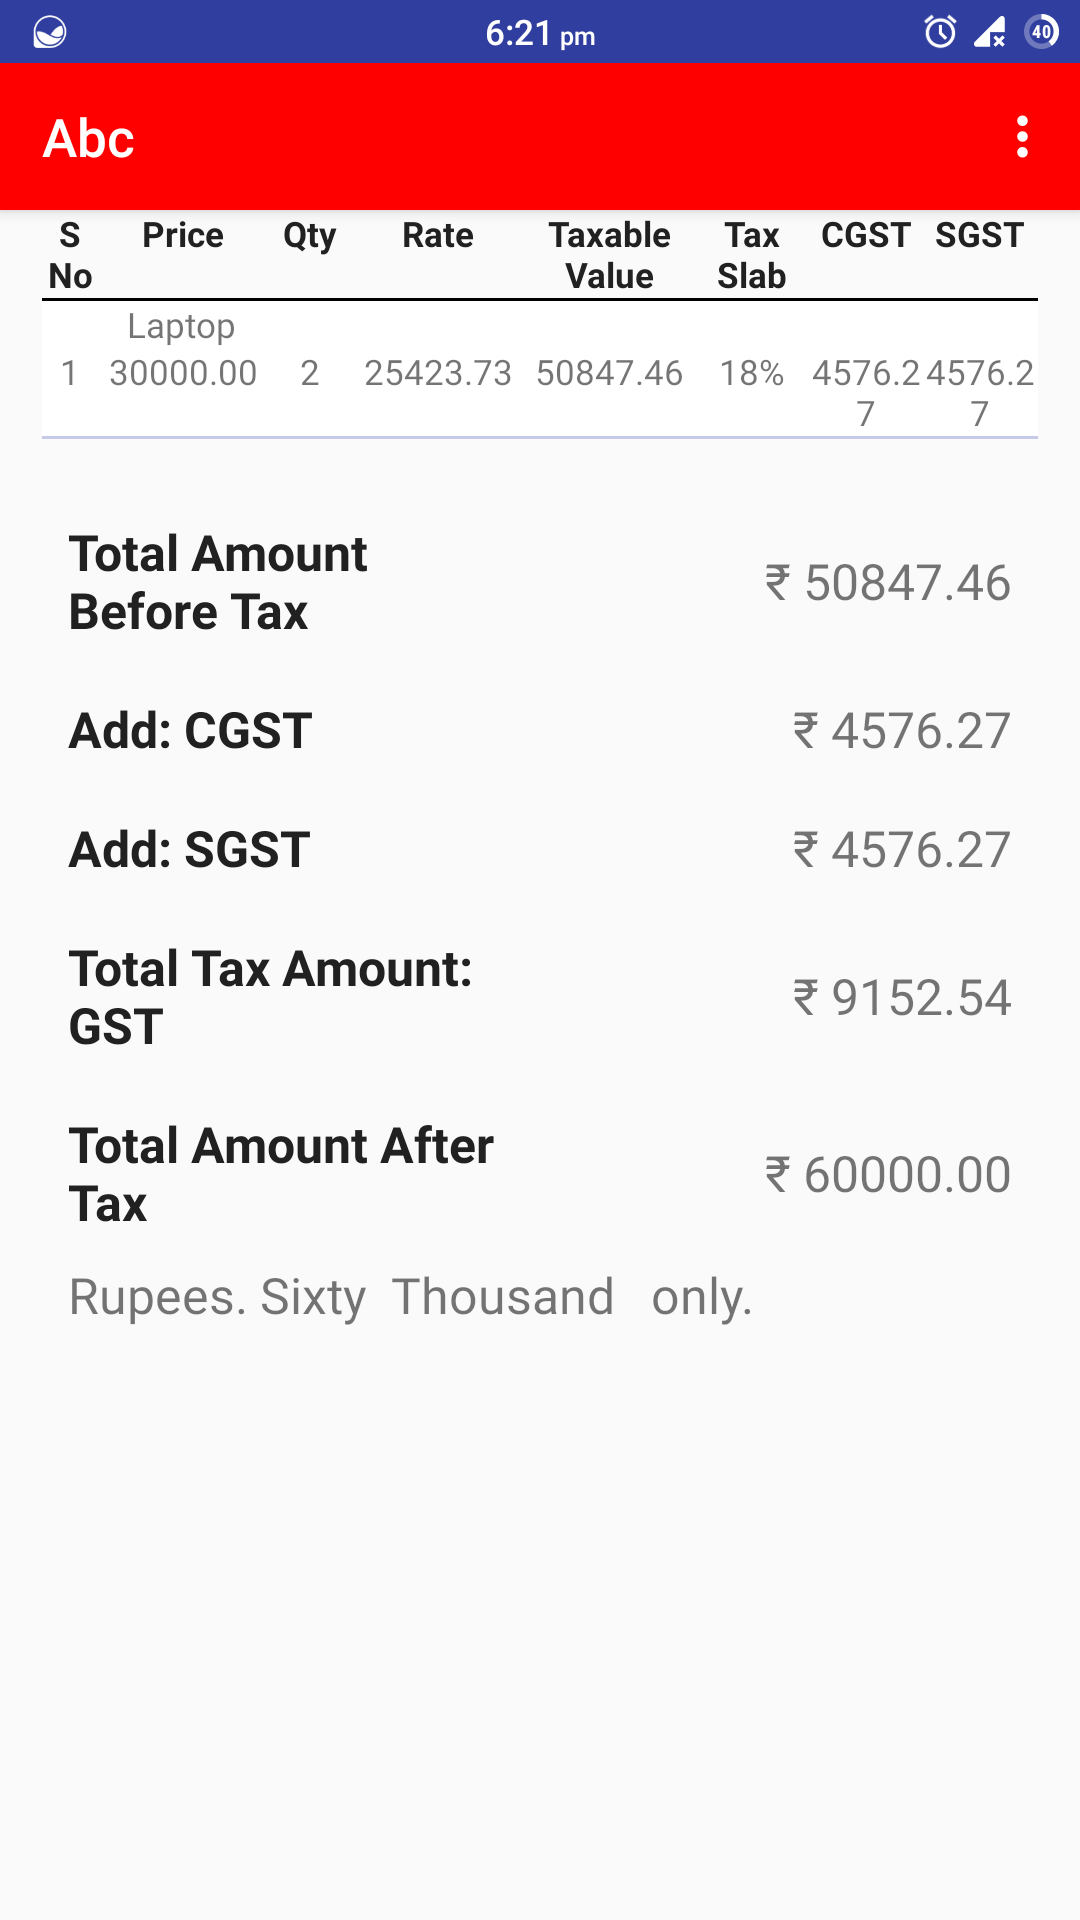 6:21 pm
40
Abc
S No Price Qty Rate Taxable Value Tax Slab CGST SGST
Laptop
1 30000.00 2 25423.73 50847.46 18% 4576.27 4576.27
Total Amount
Before Tax
₹ 50847.46
Add: CGST
₹ 4576.27
Add: SGST
₹ 4576.27
Total Tax Amount:
GST
₹ 9152.54
Total Amount After
Tax
₹ 60000.00
Rupees. Sixty Thousand only.